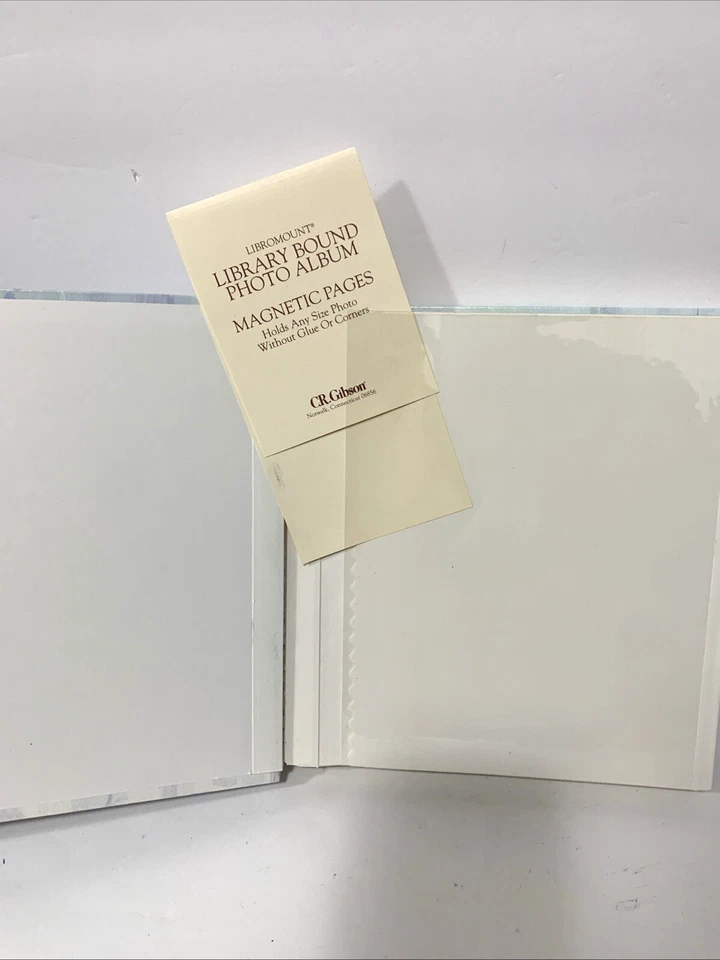 LIBROMOUNT®
LIBRARY BOUND
PHOTO ALBUM
MAGNETIC PAGES
Holds Any Size Photo
Without Glue Or Corners
C.R.Gibson®
Norwalk, Connecticut 06856